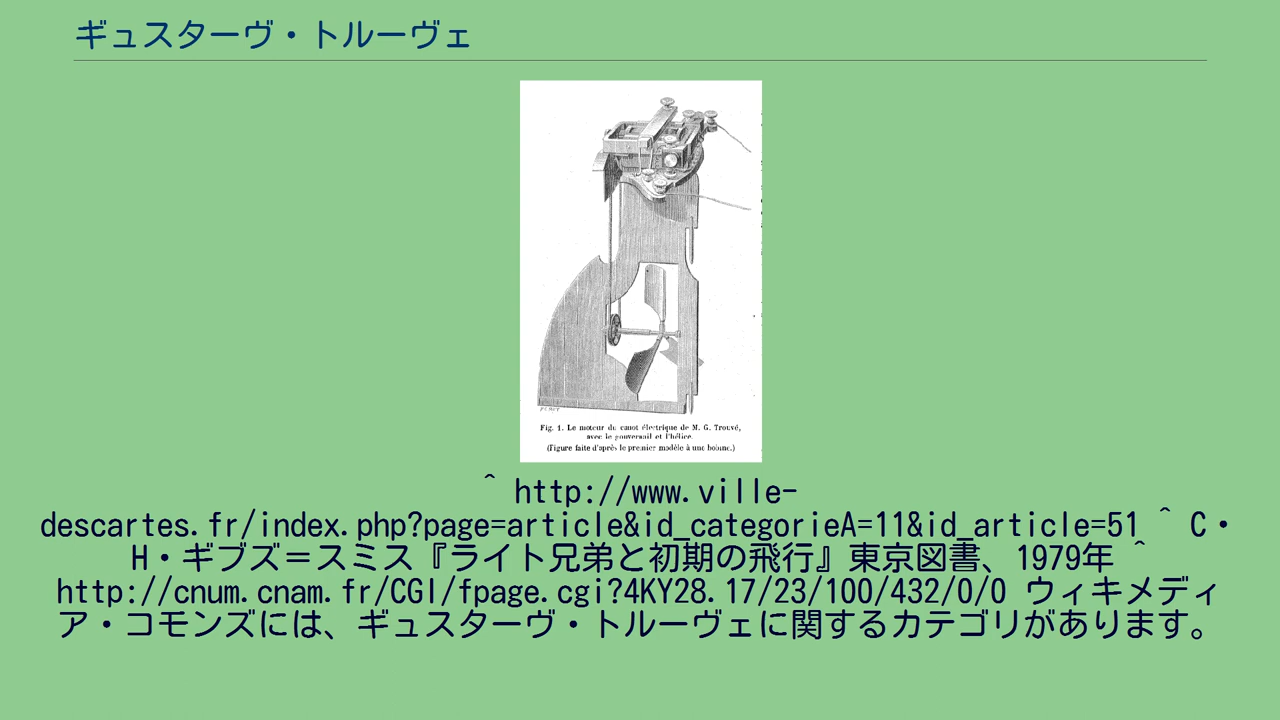 ギュスターヴ・トルーヴェ
Fig. 1. Le moteur du canot électrique de M. G. Trouvé,
avec le gouvernail et l'hélice.
(Figure faite d'après le premier modèle à une bobine.)
^ http://www.ville-
descartes.fr/index.php?page=article&id_categorieA=11&id_article=51 ^ C・
H・ギブズ＝スミス『ライト兄弟と初期の飛行』東京図書、1979年 ^
http://cnum.cnam.fr/CGI/fpage.cgi?4KY28.17/23/100/432/0/0 ウィキメディ
ア・コモンズには、ギュスターヴ・トルーヴェに関するカテゴリがあります。